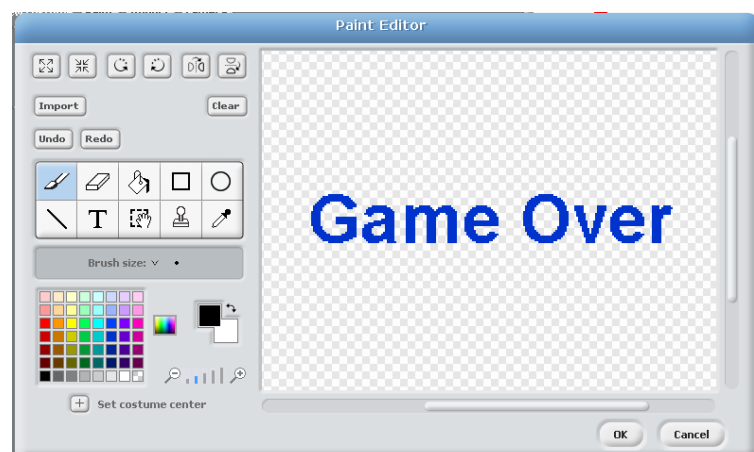 Paint Editor
Import
Clear
Undo
Redo
T
Game Over
Brush size:
Set costume center
OK
Cancel